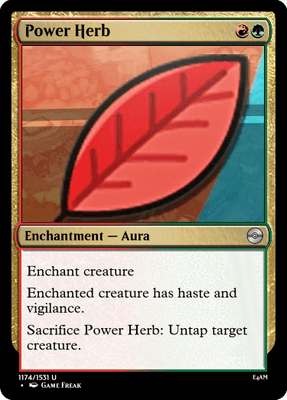 Power Herb
Enchantment — Aura
Enchant creature
Enchanted creature has haste and
vigilance.
Sacrifice Power Herb: Untap target
creature.
1174/1531 U
E4AM
• Game Freak